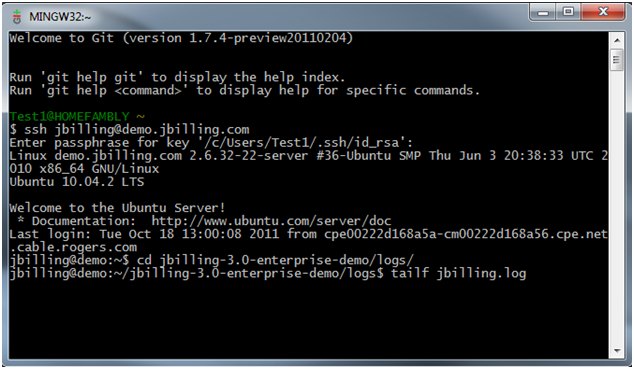 MINGW32:~
Welcome to Git (version 1.7.4-preview20110204)
Run 'git help git' to display the help index.
Run 'git help <command>' to display help for specific commands.
Test1@HOMEFAMBLY ~
$ ssh jbilling@demo.jbilling.com
Enter passphrase for key '/c/Users/Test1/.ssh/id_rsa':
Linux demo.jbilling.com 2.6.32-22-server #36-Ubuntu SMP Thu Jun 3 20:38:33 UTC 2
010 x86_64 GNU/Linux
Ubuntu 10.04.2 LTS
Welcome to the Ubuntu Server!
 * Documentation:  http://www.ubuntu.com/server/doc
Last login: Tue Oct 18 13:00:08 2011 from cpe00222d168a5a-cm00222d168a56.cpe.net
.cable.rogers.com
jbilling@demo:~$ cd jbilling-3.0-enterprise-demo/logs/
jbilling@demo:~/jbilling-3.0-enterprise-demo/logs$ tailf jbilling.log